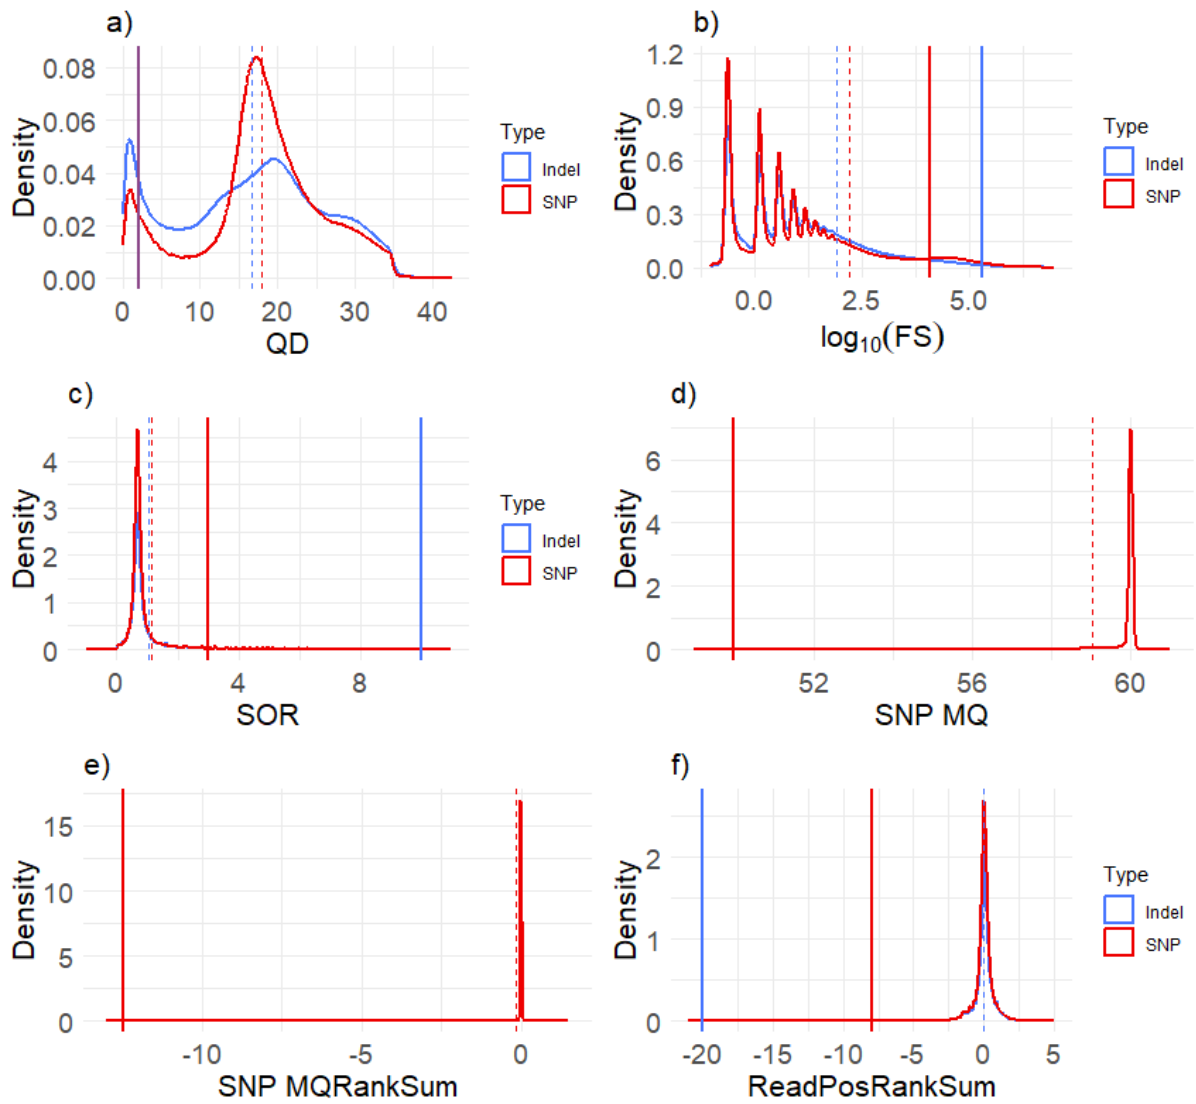 a)
0.08
0.06
0.04
0.02
0.00
Density
0 10 20 30 40
QD
Type
Indel
SNP
b)
1.2
0.9
0.6
0.3
0.0
Density
0.0 2.5 5.0
log₁₀(FS)
Type
Indel
SNP
c)
4
3
2
1
0
Density
0 4 8
SOR
Type
Indel
SNP
d)
6
4
2
0
Density
52 56 60
SNP MQ
e)
15
10
5
0
Density
-10 -5 0
SNP MQRankSum
f)
2
1
0
Density
-20 -15 -10 -5 0 5
ReadPosRankSum
Type
Indel
SNP